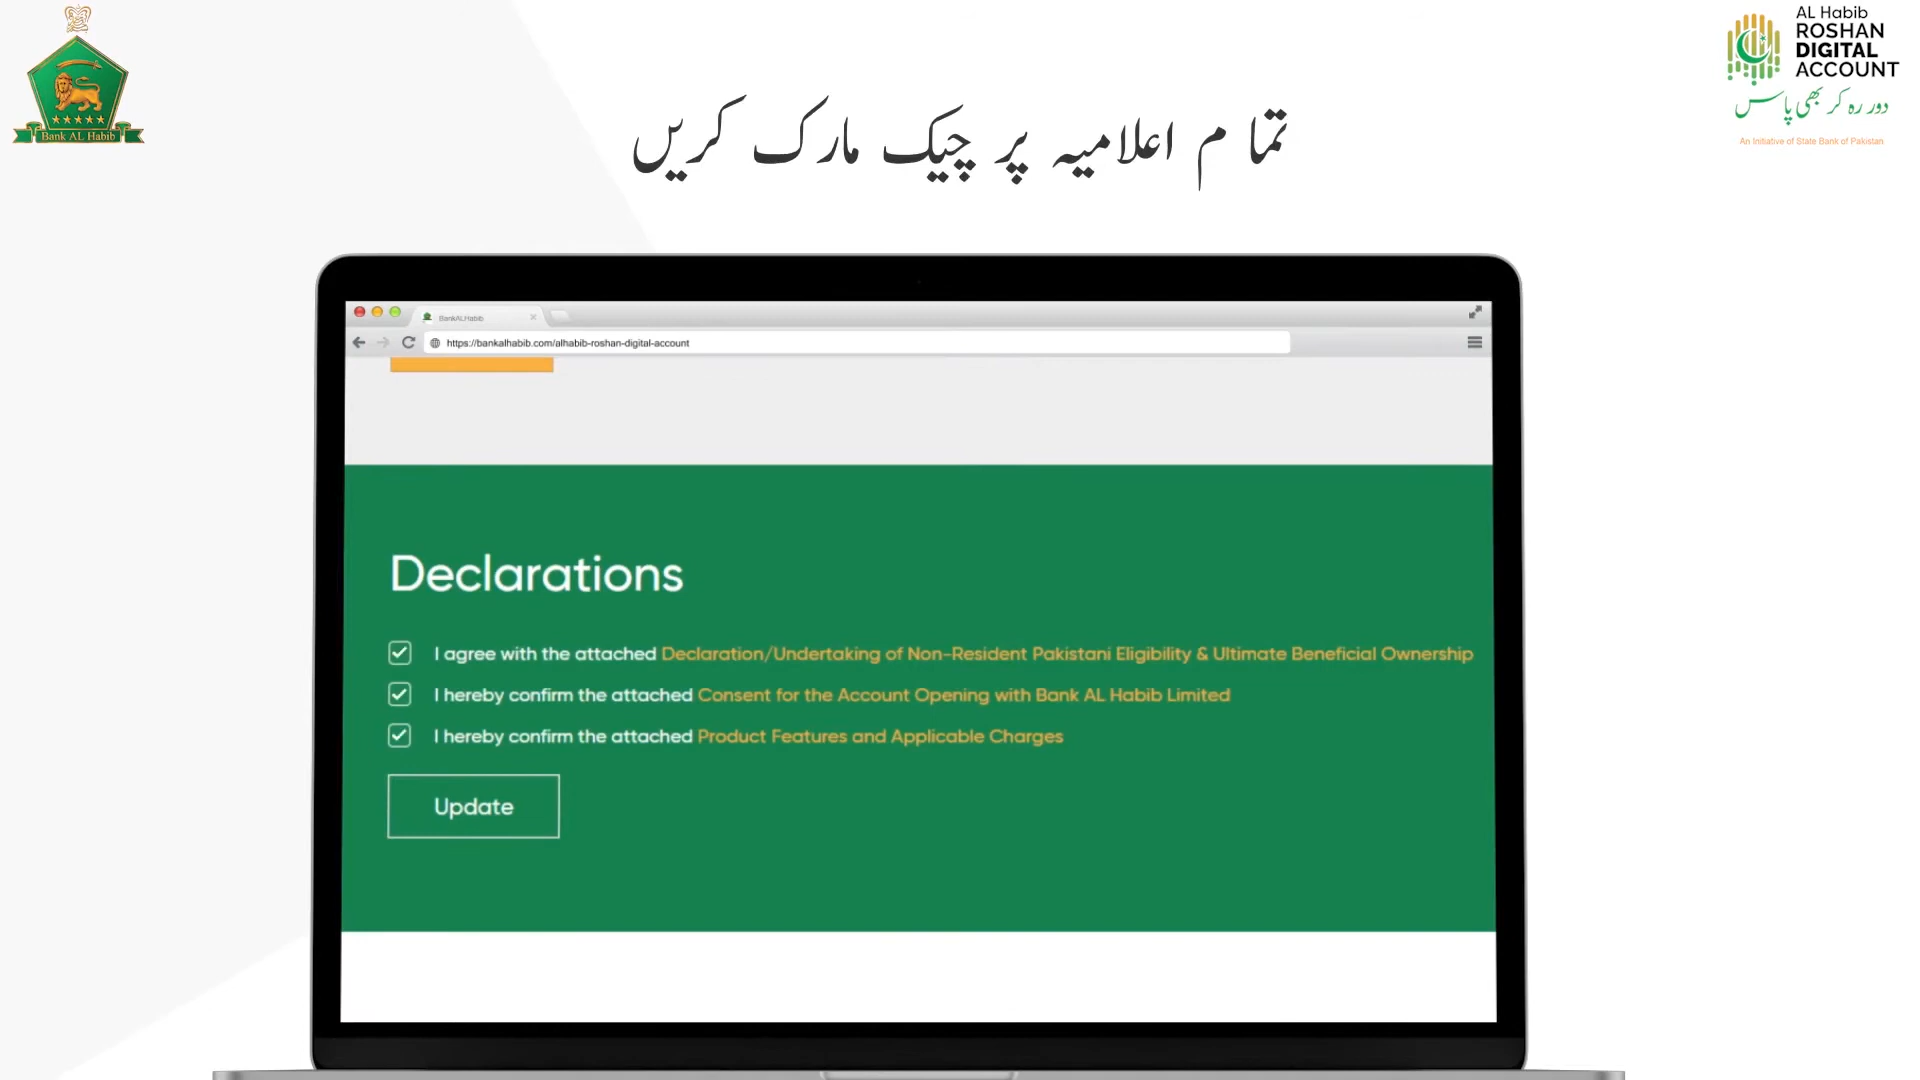 Bank AL Habib
AL Habib
ROSHAN
DIGITAL
ACCOUNT
دور رہ کر بھی پاس
An Initiative of State Bank of Pakistan
تما م اعلامیہ پر چیک مارک کریں
BankALHabib
https://bankalhabib.com/alhabib-roshan-digital-account
Declarations
I agree with the attached Declaration/Undertaking of Non-Resident Pakistani Eligibility & Ultimate Beneficial Ownership
I hereby confirm the attached Consent for the Account Opening with Bank AL Habib Limited
I hereby confirm the attached Product Features and Applicable Charges
Update